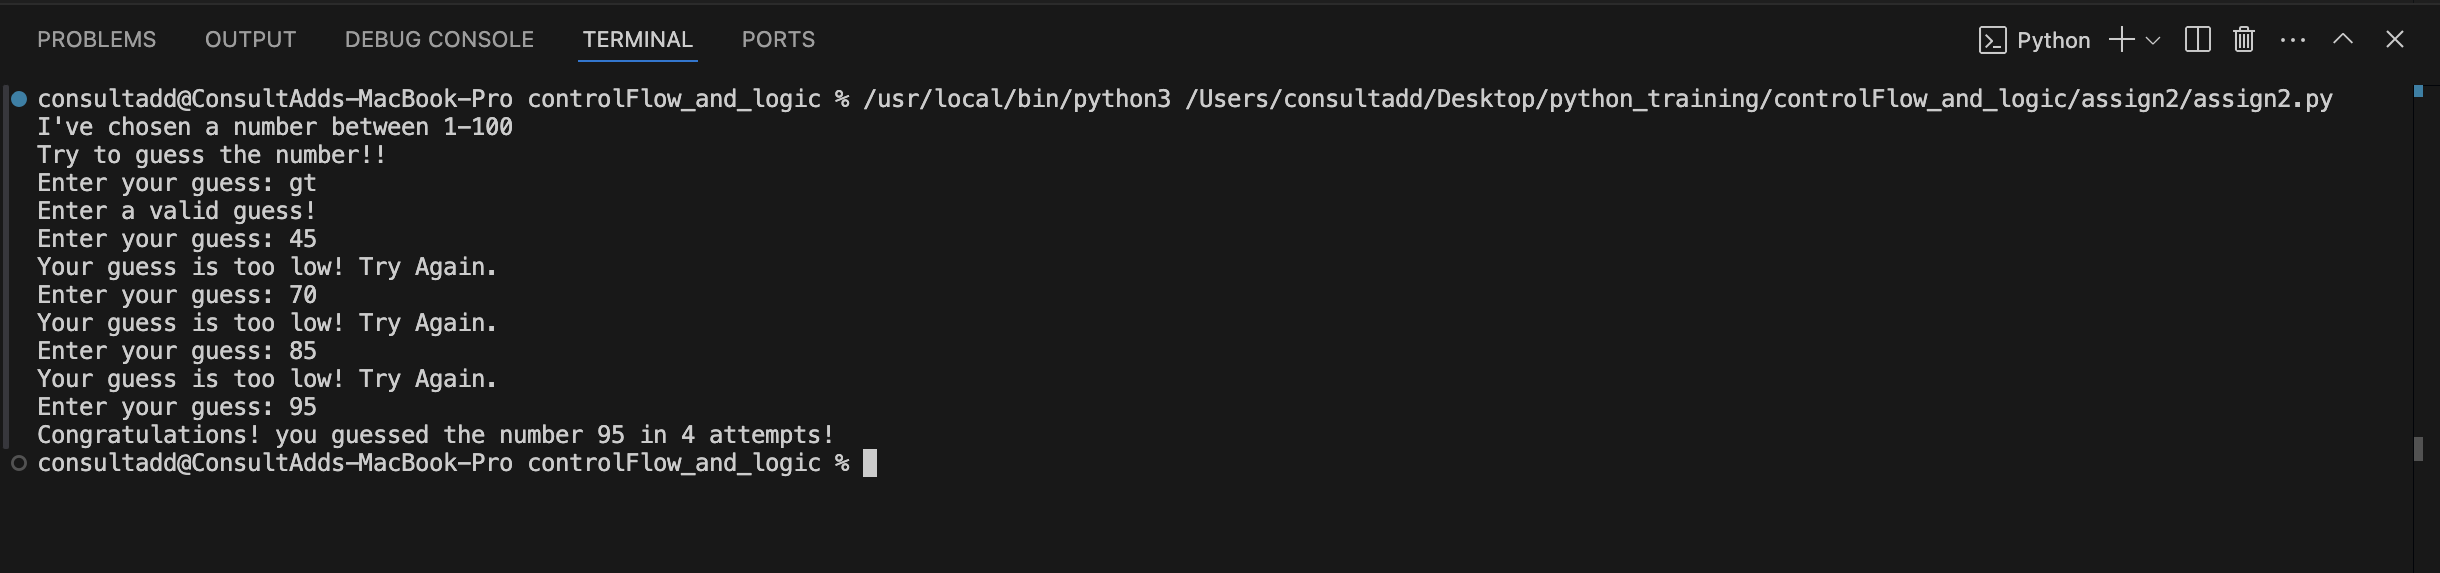 PROBLEMS OUTPUT DEBUG CONSOLE TERMINAL PORTS Python
consultadd@ConsultAdds-MacBook-Pro controlFlow_and_logic % /usr/local/bin/python3 /Users/consultadd/Desktop/python_training/controlFlow_and_logic/assign2/assign2.py
I've chosen a number between 1-100
Try to guess the number!!
Enter your guess: gt
Enter a valid guess!
Enter your guess: 45
Your guess is too low! Try Again.
Enter your guess: 70
Your guess is too low! Try Again.
Enter your guess: 85
Your guess is too low! Try Again.
Enter your guess: 95
Congratulations! you guessed the number 95 in 4 attempts!
consultadd@ConsultAdds-MacBook-Pro controlFlow_and_logic %